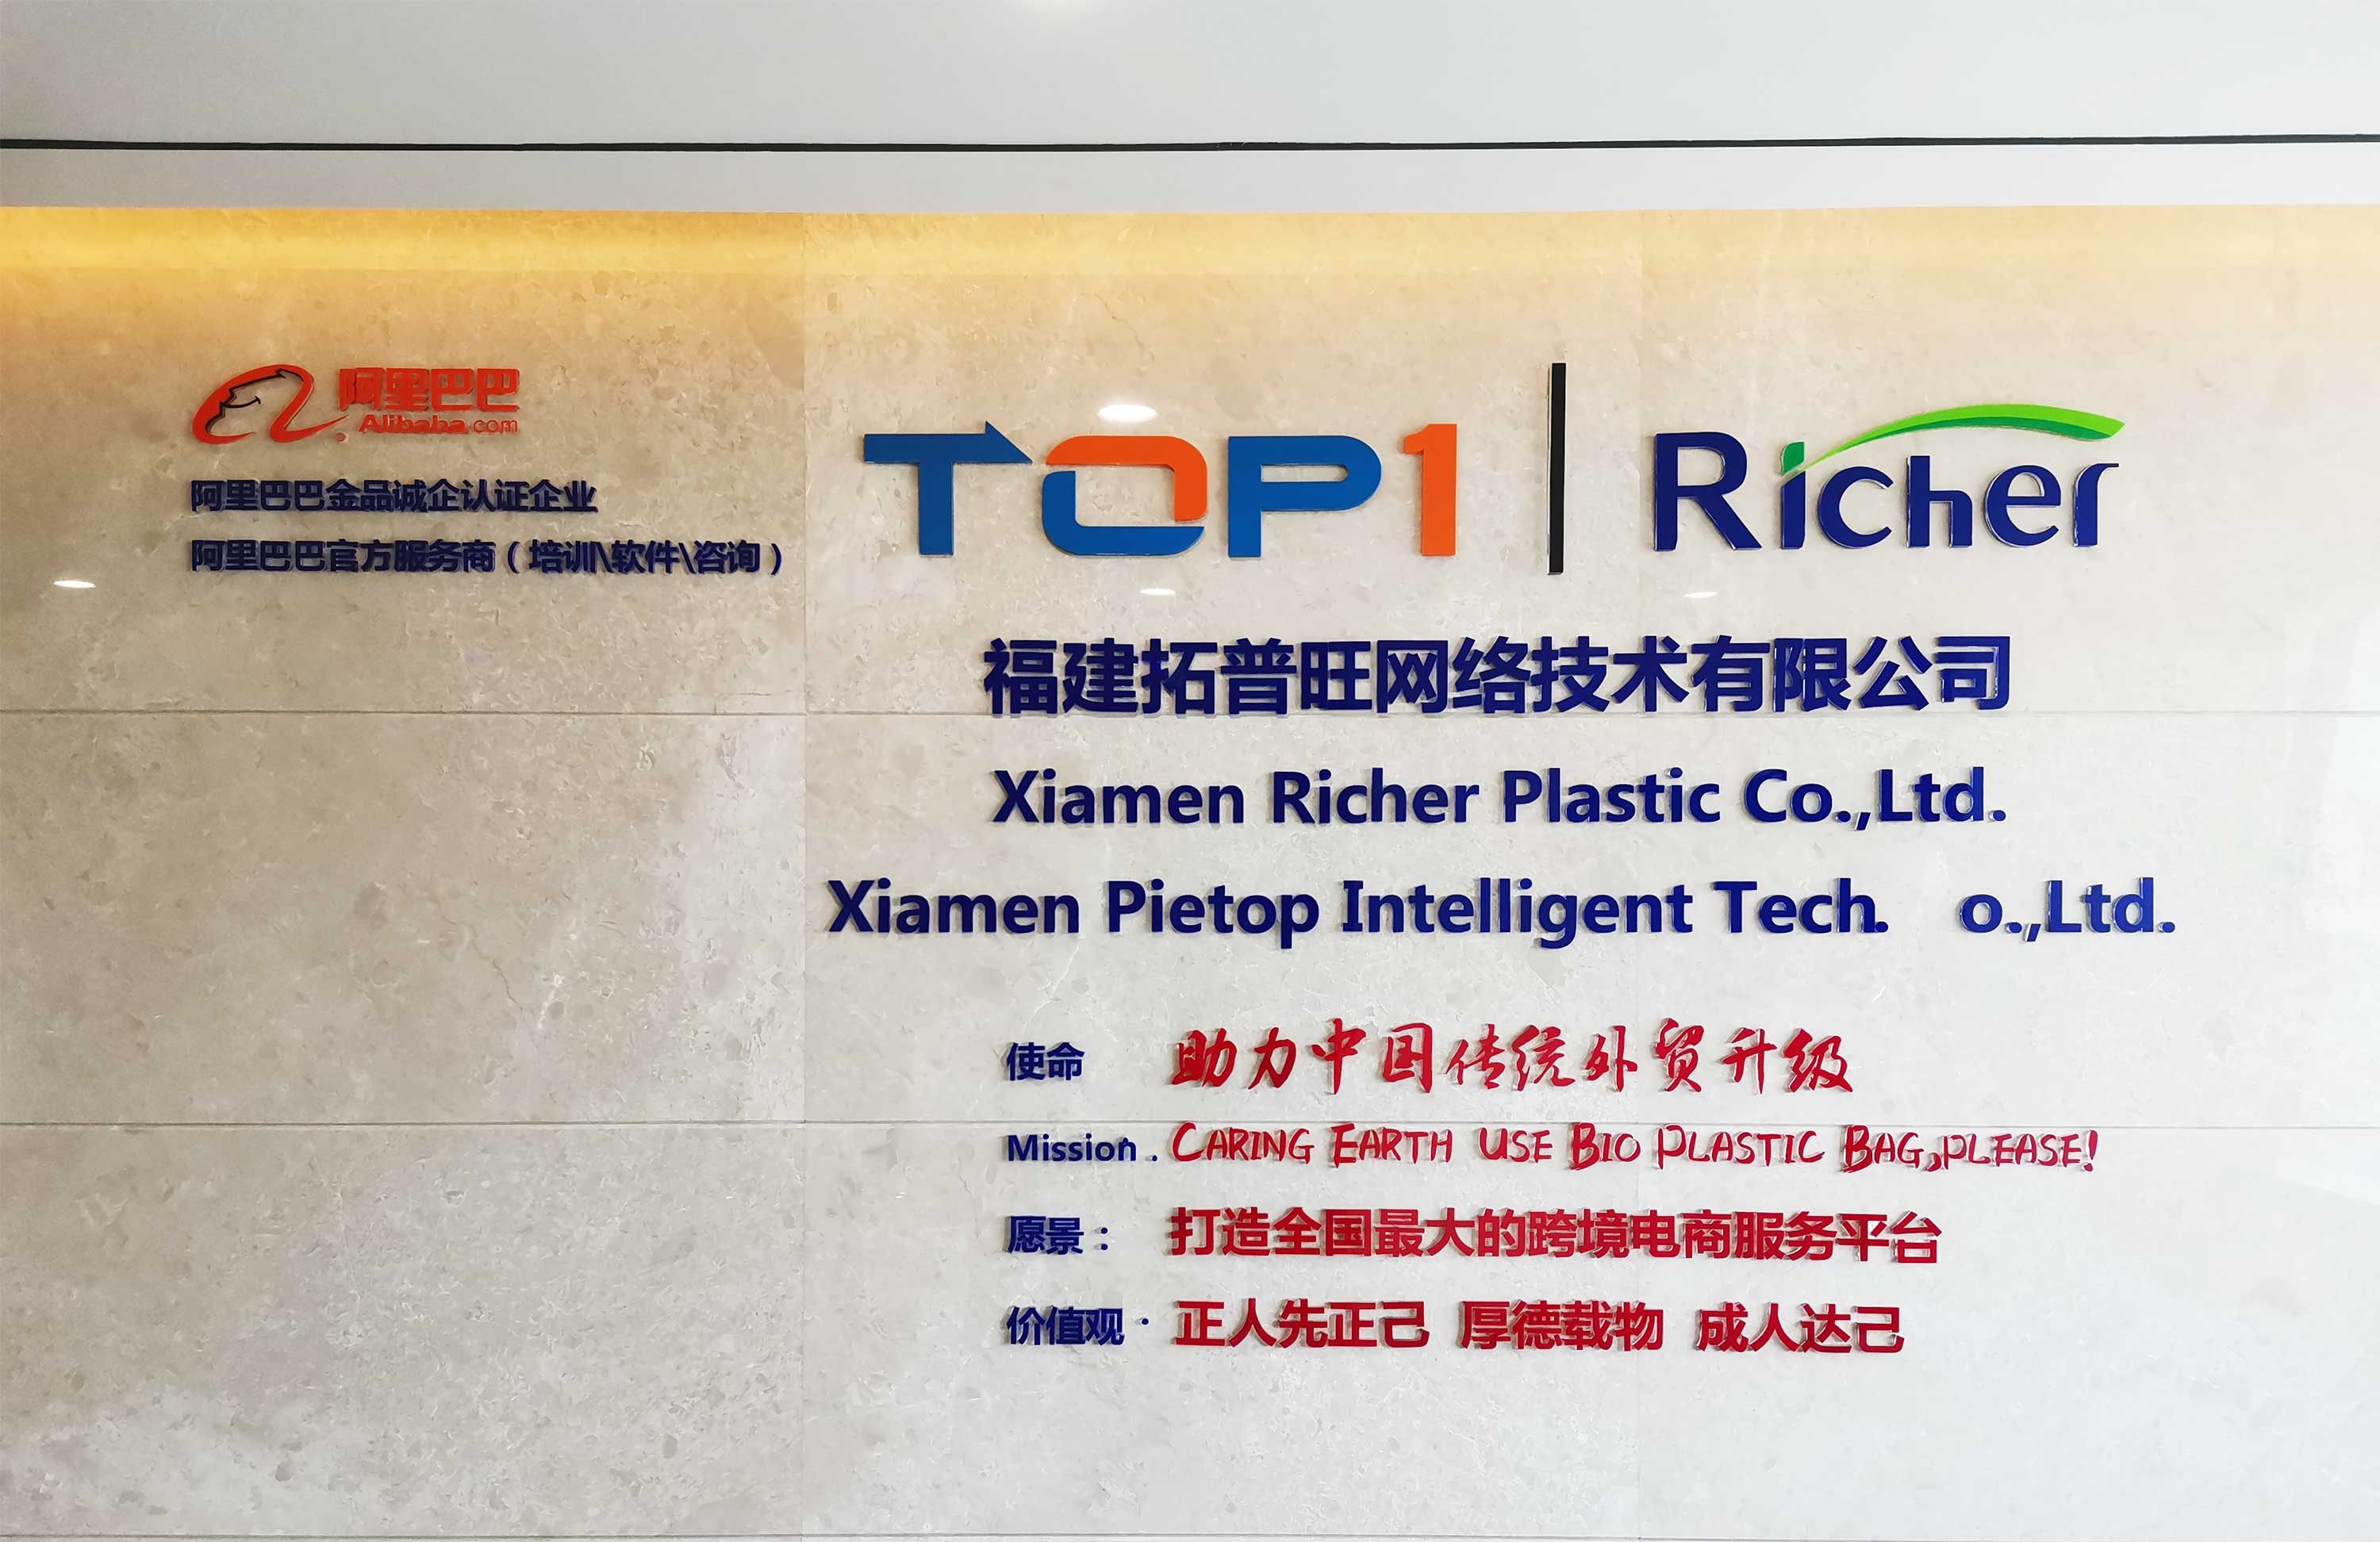 阿里巴巴
Alibaba.com
阿里巴巴金品诚企认证企业
阿里巴巴官方服务商（培训\软件\咨询）
TOP1 | Richer
福建拓普旺网络技术有限公司
Xiamen Richer Plastic Co.,Ltd.
Xiamen Pietop Intelligent Tech. o.,Ltd.
使命 助力中国传统外贸升级
Mission. CARING EARTH USE BIO PLASTIC BAG,PLEASE!
愿景：打造全国最大的跨境电商服务平台
价值观· 正人先正己 厚德载物 成人达己